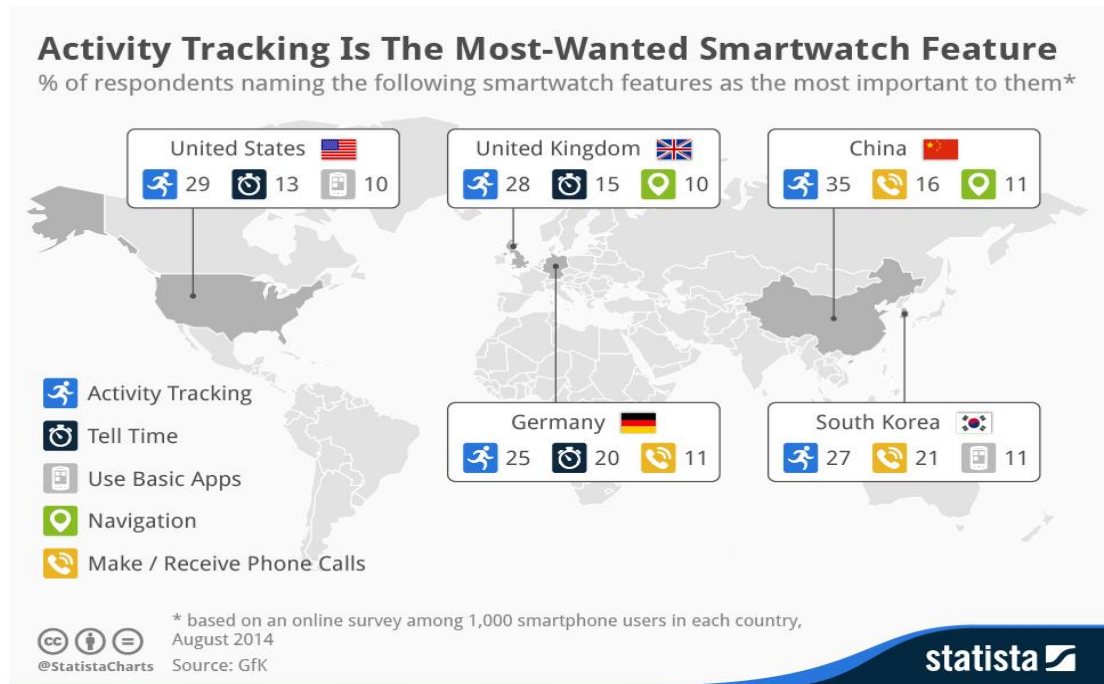 Activity Tracking Is The Most-Wanted Smartwatch Feature
% of respondents naming the following smartwatch features as the most important to them*
United States
29 13 10
United Kingdom
28 15 10
China
35 16 11
Germany
25 20 11
South Korea
27 21 11
Activity Tracking
Tell Time
Use Basic Apps
Navigation
Make / Receive Phone Calls
* based on an online survey among 1,000 smartphone users in each country,
August 2014
Source: GfK
cc
@StatistaCharts
statista